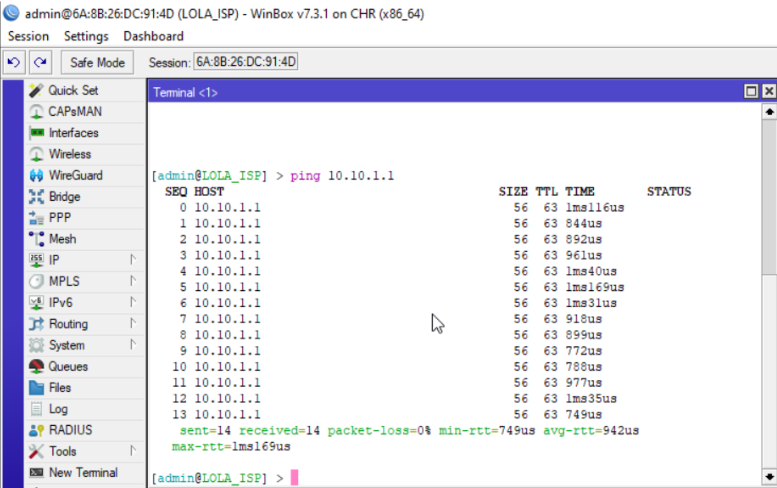 admin@6A:8B:26:DC:91:4D (LOLA_ISP) - WinBox v7.3.1 on CHR (x86_64)
Session Settings Dashboard
Safe Mode Session: 6A:8B:26:DC:91:4D
Quick Set
CAPsMAN
Interfaces
Wireless
WireGuard
Bridge
PPP
Mesh
IP
MPLS
IPv6
Routing
System
Queues
Files
Log
RADIUS
Tools
New Terminal
Terminal <1>
[admin@LOLA_ISP] > ping 10.10.1.1
SEQ HOST SIZE TTL TIME STATUS
0 10.10.1.1 56 63 1ms116us
1 10.10.1.1 56 63 844us
2 10.10.1.1 56 63 892us
3 10.10.1.1 56 63 961us
4 10.10.1.1 56 63 1ms40us
5 10.10.1.1 56 63 1ms169us
6 10.10.1.1 56 63 1ms31us
7 10.10.1.1 56 63 918us
8 10.10.1.1 56 63 899us
9 10.10.1.1 56 63 772us
10 10.10.1.1 56 63 788us
11 10.10.1.1 56 63 977us
12 10.10.1.1 56 63 1ms35us
13 10.10.1.1 56 63 749us
sent=14 received=14 packet-loss=0% min-rtt=749us avg-rtt=942us
max-rtt=1ms169us
[admin@LOLA_ISP] >